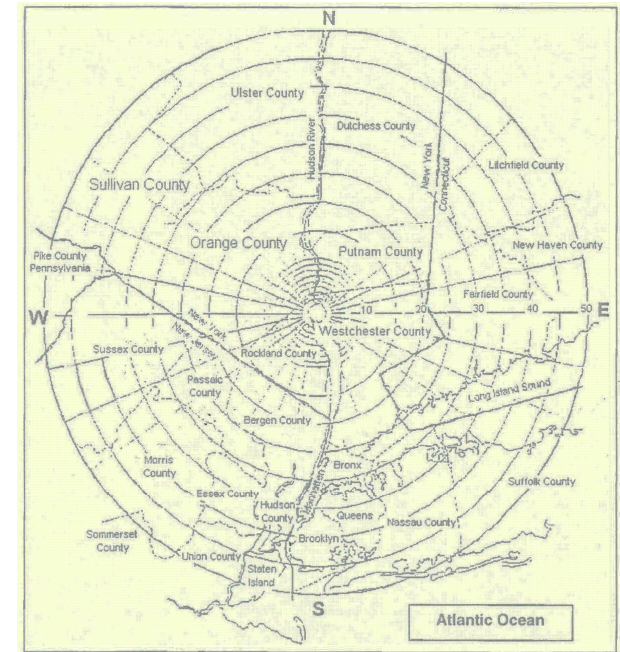 N
Ulster County
Dutchess County
Hudson River
New York
Connecticut
Litchfield County
Sullivan County
Orange County
Putnam County
New Haven County
Pike County
Pennsylvania
Fairfield County
W
10
20
30
40
50
E
Westchester County
New York
New Jersey
Sussex County
Rockland County
Passaic
County
Bergen County
Long Island Sound
Morris
County
Bronx
Essex County
Hudson
County
Manhattan
Queens
Suffolk County
Nassau County
Sommerset
County
Union County
Brooklyn
Staten
Island
S
Atlantic Ocean